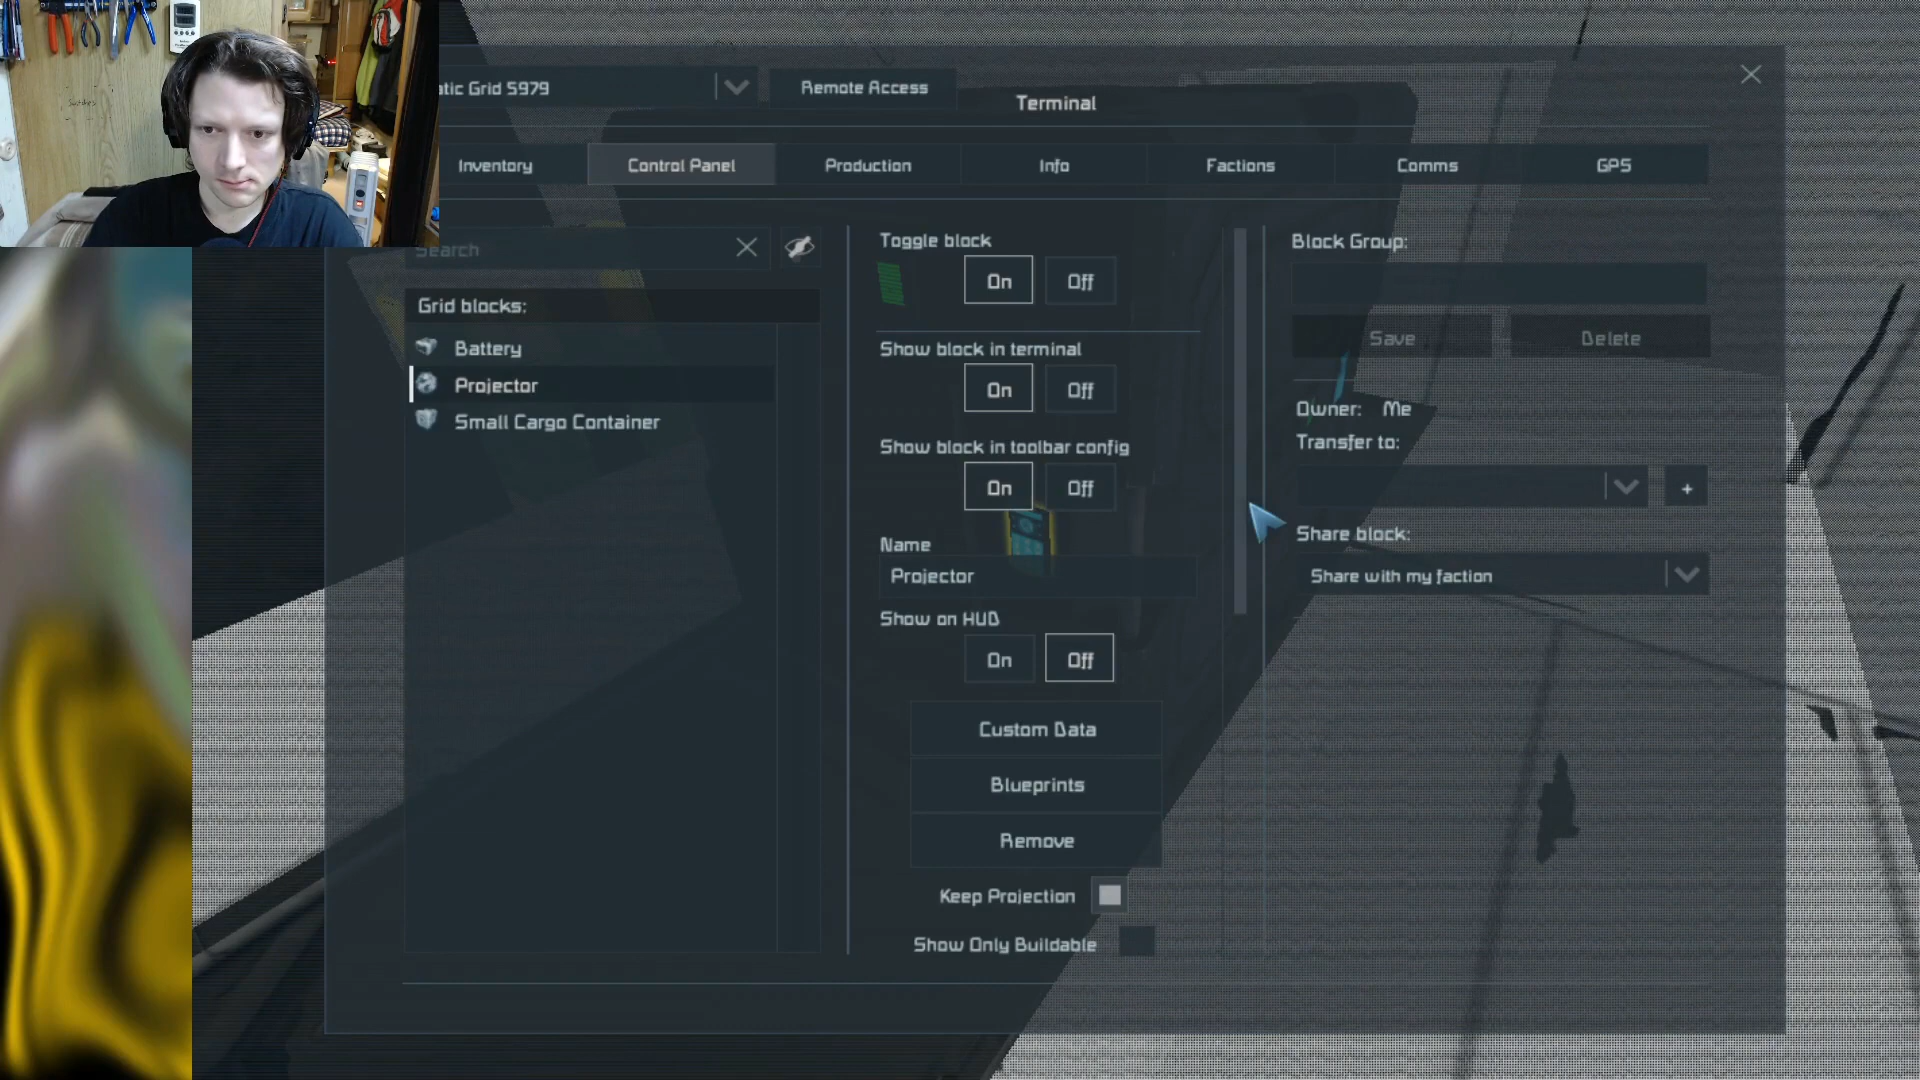 atic Grid 5979
Remote Access
Terminal
Inventory
Control Panel
Production
Info
Factions
Comms
GPS
Search
Grid blocks:
Battery
Projector
Small Cargo Container
Toggle block
On Off
Show block in terminal
On Off
Show block in toolbar config
On Off
Name
Projector
Show on HUD
On Off
Custom Data
Blueprints
Remove
Keep Projection
Show Only Buildable
Block Group:
Save Delete
Owner: Me
Transfer to:
+
Share block:
Share with my faction